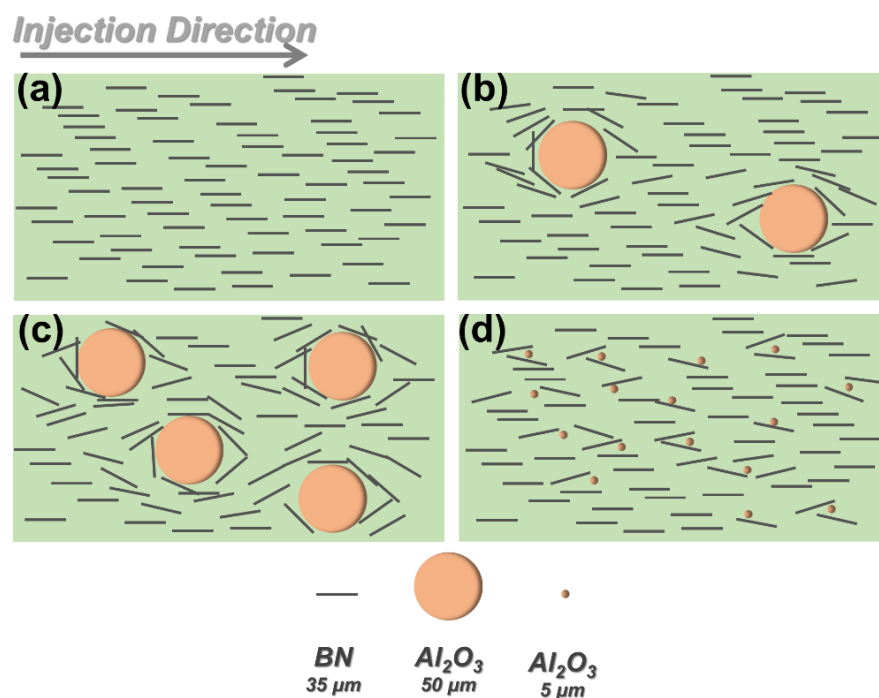 Injection Direction
(a)
(b)
(c)
(d)
BN
35 μm
Al₂O₃
50 μm
Al₂O₃
5 μm